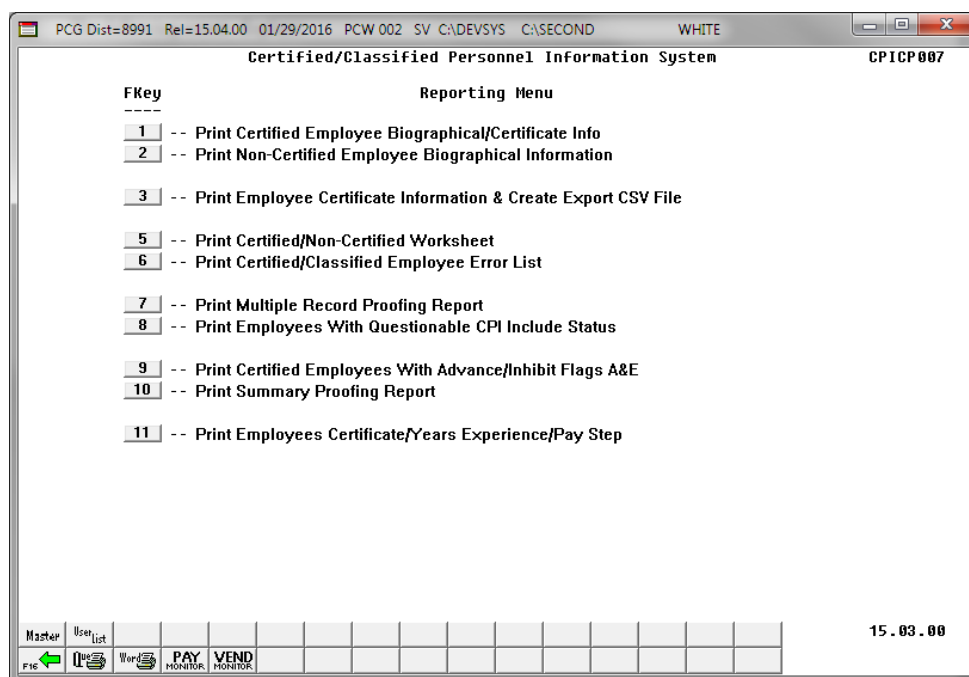 PCG Dist=8991 Rel=15.04.00 01/29/2016 PCW 002 SV C:\DEVSYS C:\SECOND WHITE
Certified/Classified Personnel Information System CPICP007
FKey Reporting Menu
----
1 -- Print Certified Employee Biographical/Certificate Info
2 -- Print Non-Certified Employee Biographical Information
3 -- Print Employee Certificate Information & Create Export CSV File
5 -- Print Certified/Non-Certified Worksheet
6 -- Print Certified/Classified Employee Error List
7 -- Print Multiple Record Proofing Report
8 -- Print Employees With Questionable CPI Include Status
9 -- Print Certified Employees With Advance/Inhibit Flags A&E
10 -- Print Summary Proofing Report
11 -- Print Employees Certificate/Years Experience/Pay Step
Master User List 15.03.00
F16 Que Word PAY MONITOR VEND MONITOR